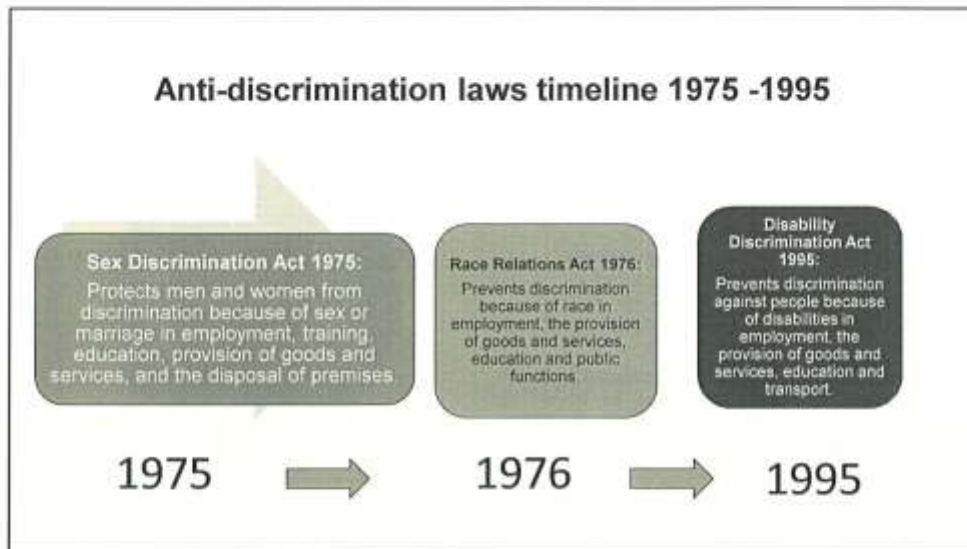 Anti-discrimination laws timeline 1975 -1995
Sex Discrimination Act 1975:
Protects men and women from
discrimination because of sex or
marriage in employment, training,
education, provision of goods and
services, and the disposal of premises
Race Relations Act 1976:
Prevents discrimination
because of race in
employment, the provision
of goods and services,
education and public
functions.
Disability
Discrimination Act
1995:
Prevents discrimination
against people because
of disabilities in
employment, the
provision of goods and
services, education and
transport.
1975
1976
1995